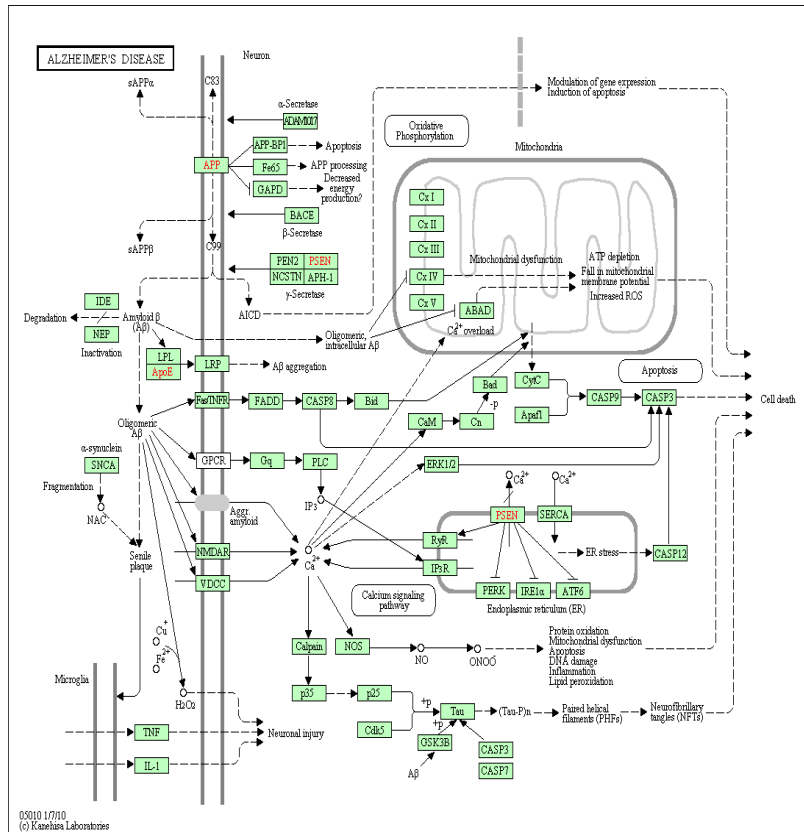 ALZHEIMER'S DISEASE
Neuron
sAPPα
C83
α-Secretase
ADAM10/17
Modulation of gene expression
Induction of apoptosis
Oxidative
Phosphorylation
Mitochondria
APP
APP-BP1
Apoptosis
Fe65
APP processing
GAPD
Decreased
energy
production?
BACE
β-Secretase
sAPPβ
C99
PEN2
PSEN
NCSTN
APH-1
γ-Secretase
AICD
Cx I
Cx II
Cx III
Cx IV
Cx V
Mitochondrial dysfunction
ATP depletion
Fall in mitochondrial
membrane potential
Increased ROS
ABAD
Ca2+ overload
IDE
Degradation
Amyloid β
(Aβ)
NEP
Inactivation
Oligomeric,
intracellular Aβ
LPL
ApoE
LRP
Aβ aggregation
Fas/TNFR
FADD
CASP8
Bid
Bad
-p
CytC
Apaf1
CASP9
CASP3
Apoptosis
Cell death
Oligomeric
Aβ
CaM
Cn
α-synuclein
SNCA
Fragmentation
NAC
Senile
plaque
GPCR
Gq
PLC
IP3
ERK1/2
Aggr.
amyloid
Ca2+
Ca2+
PSEN
SERCA
RyR
IP3R
ER stress
CASP12
PERK
IRE1α
ATF6
Endoplasmic reticulum (ER)
NMDAR
VDCC
Ca2+
Calcium signaling
pathway
Cu+
Fe2+
H2O2
Calpain
NOS
NO
ONOO-
Protein oxidation
Mitochondrial dysfunction
Apoptosis
DNA damage
Inflammation
Lipid peroxidation
Microglia
TNF
IL-1
Neuronal injury
p35
p25
Cdk5
+p
+p
Tau
GSK3B
Aβ
CASP3
CASP7
(Tau-P)n
Paired helical
filaments (PHFs)
Neurofibrillary
tangles (NFTs)
05010 1/7/10
(c) Kanehisa Laboratories